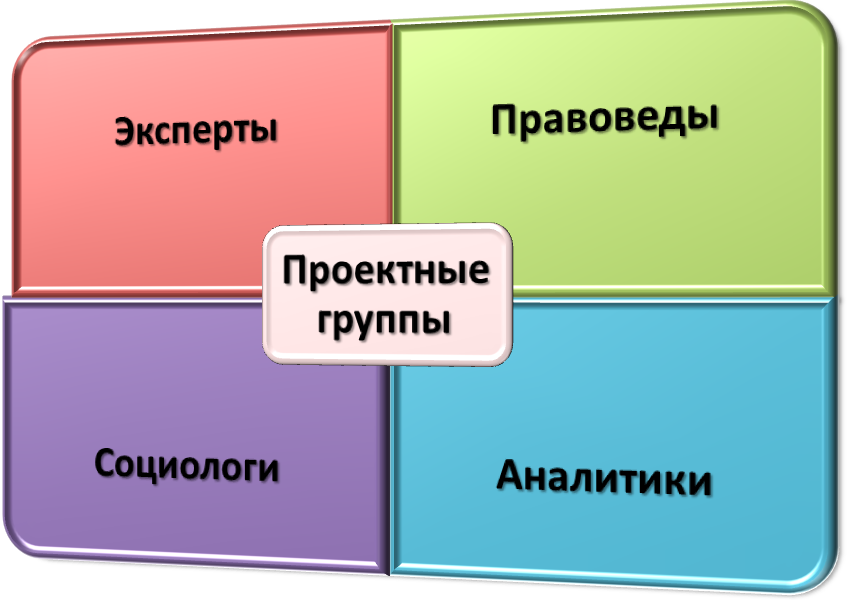 Эксперты
Правоведы
Проектные
группы
Социологи
Аналитики